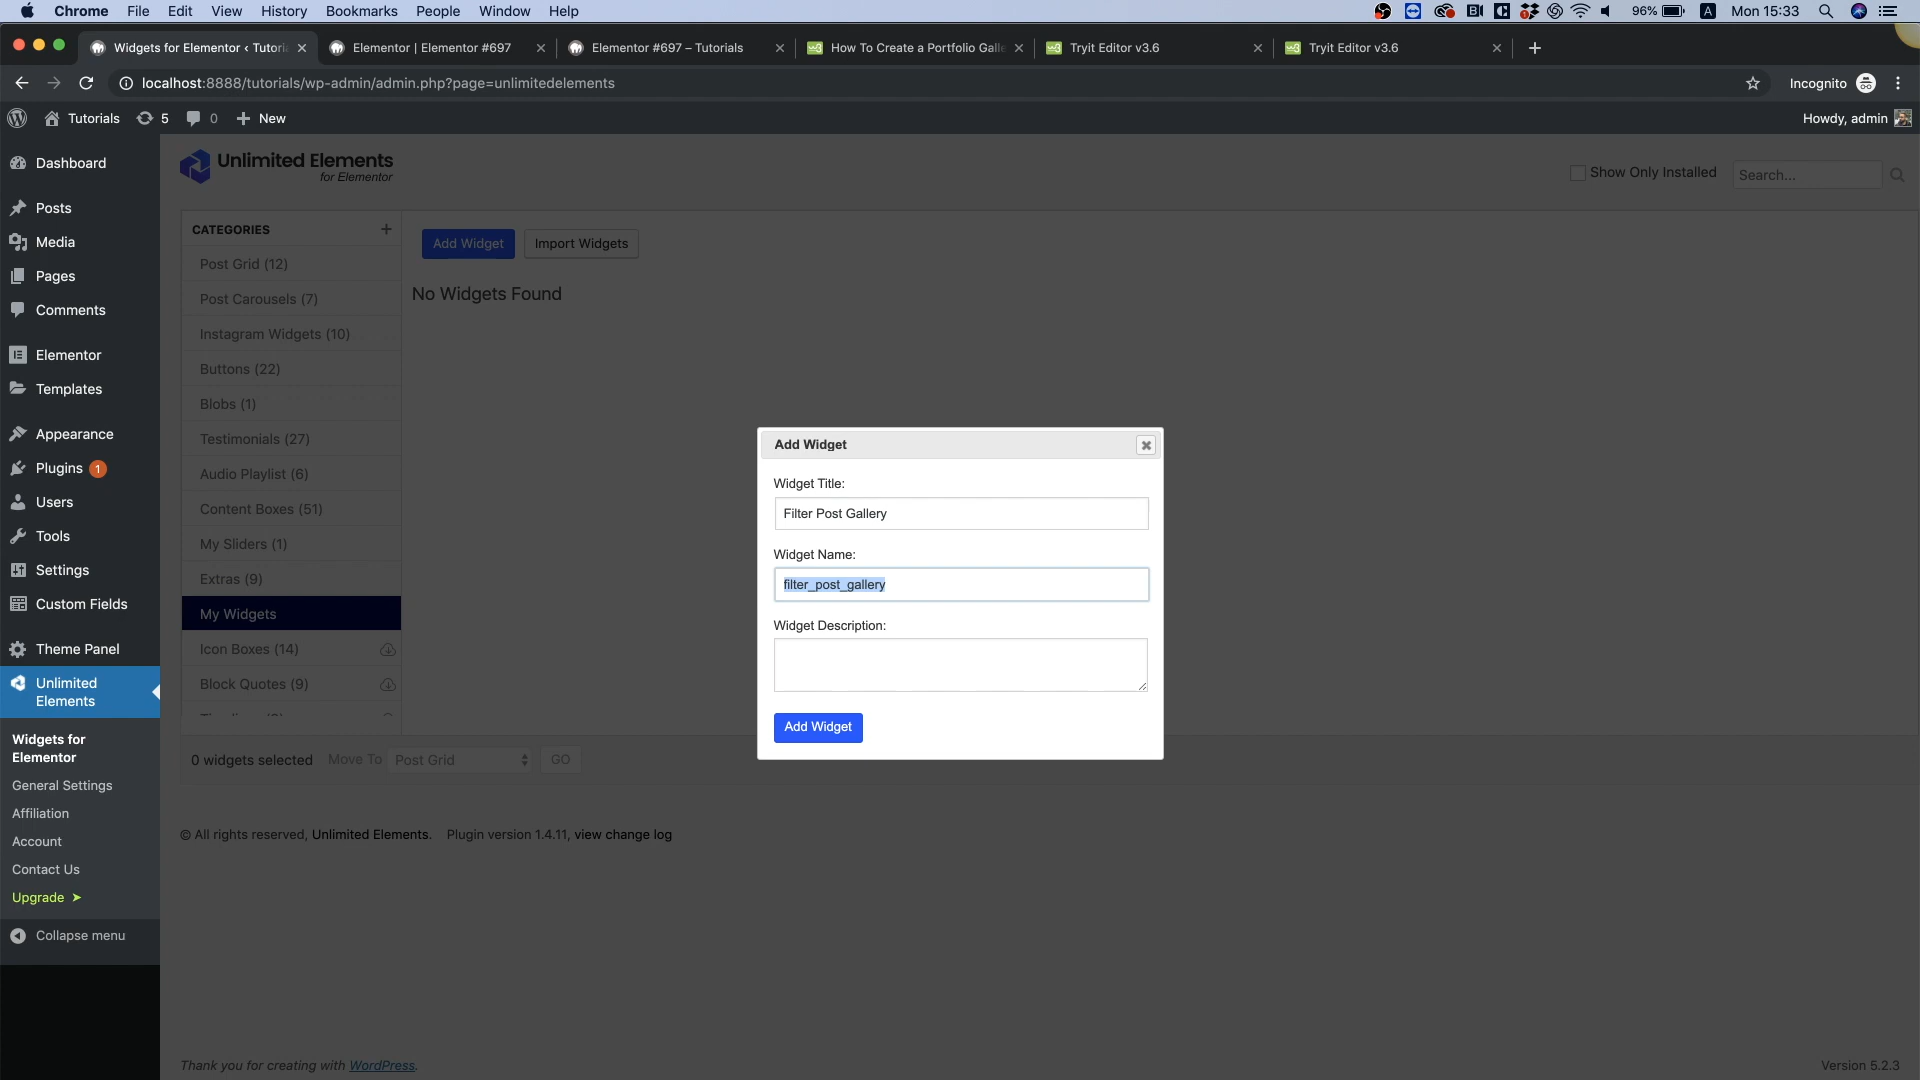 Chrome File Edit View History Bookmarks People Window Help
96% A Mon 15:33
Widgets for Elementor ‹ Tutoria
Elementor | Elementor #697
Elementor #697 – Tutorials
How To Create a Portfolio Galle
Tryit Editor v3.6
Tryit Editor v3.6
localhost:8888/tutorials/wp-admin/admin.php?page=unlimitedelements
Incognito
Tutorials 5 0 New
Howdy, admin
Dashboard
Posts
Media
Pages
Comments
Elementor
Templates
Appearance
Plugins 1
Users
Tools
Settings
Custom Fields
Theme Panel
Unlimited
Elements
Widgets for
Elementor
General Settings
Affiliation
Account
Contact Us
Upgrade ➤
Collapse menu
Unlimited Elements
for Elementor
Show Only Installed
Search...
CATEGORIES +
Post Grid (12)
Post Carousels (7)
Instagram Widgets (10)
Buttons (22)
Blobs (1)
Testimonials (27)
Audio Playlist (6)
Content Boxes (51)
My Sliders (1)
Extras (9)
My Widgets
Icon Boxes (14)
Block Quotes (9)
Add Widget
Import Widgets
No Widgets Found
Add Widget
Widget Title:
Filter Post Gallery
Widget Name:
filter_post_gallery
Widget Description:
Add Widget
0 widgets selected Move To Post Grid GO
© All rights reserved, Unlimited Elements. Plugin version 1.4.11, view change log
Thank you for creating with WordPress.
Version 5.2.3